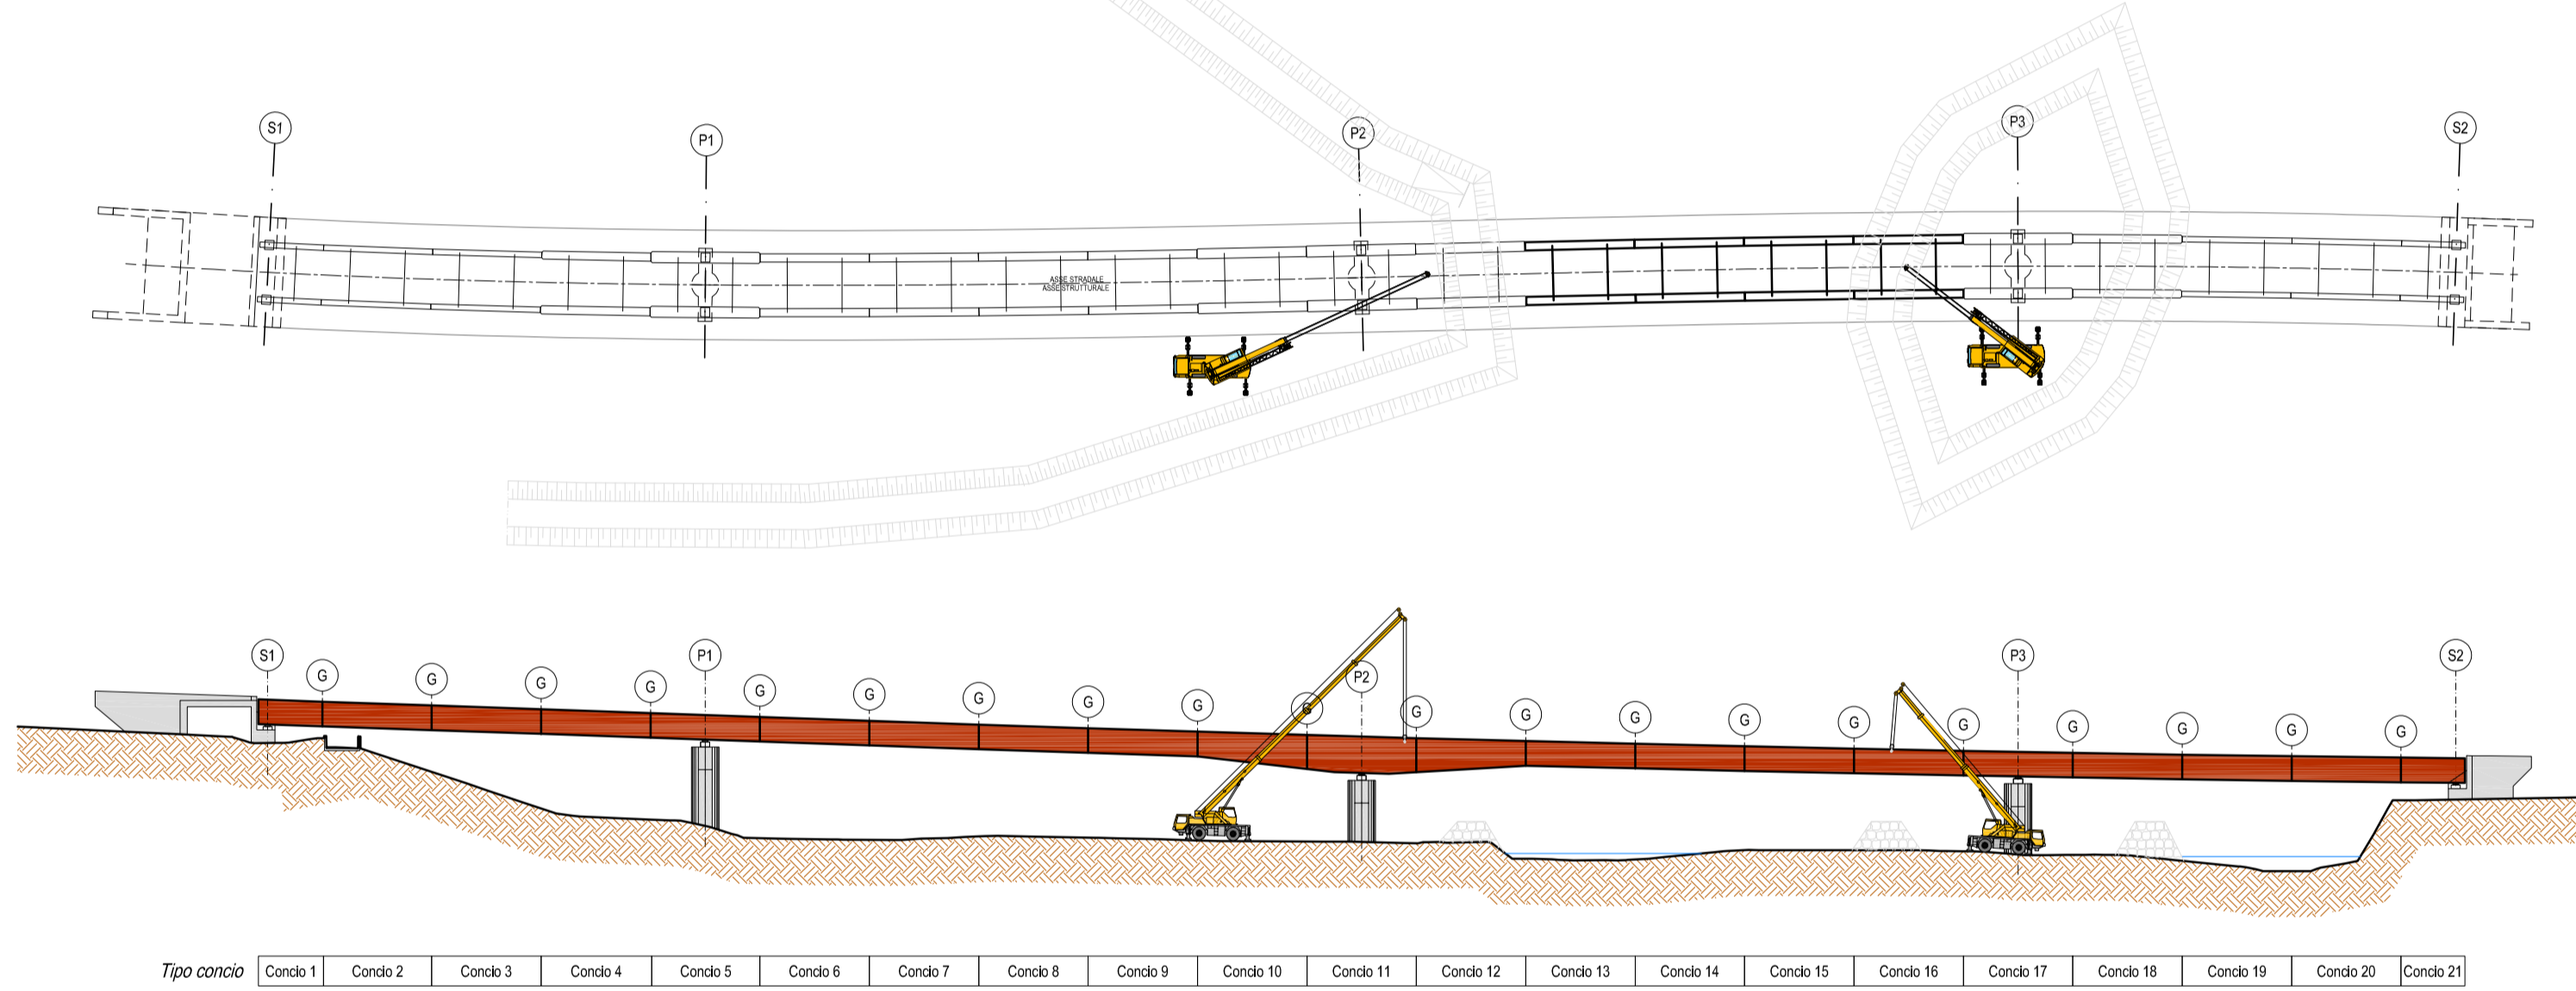 S1
P1
P2
P3
S2
ASSE STRADALE
ASSE STRUTTURALE
S1
G
G
G
G
P1
G
G
G
G
G
G
P2
G
G
G
G
G
G
P3
G
G
G
G
S2
Tipo concio
Concio 1
Concio 2
Concio 3
Concio 4
Concio 5
Concio 6
Concio 7
Concio 8
Concio 9
Concio 10
Concio 11
Concio 12
Concio 13
Concio 14
Concio 15
Concio 16
Concio 17
Concio 18
Concio 19
Concio 20
Concio 21